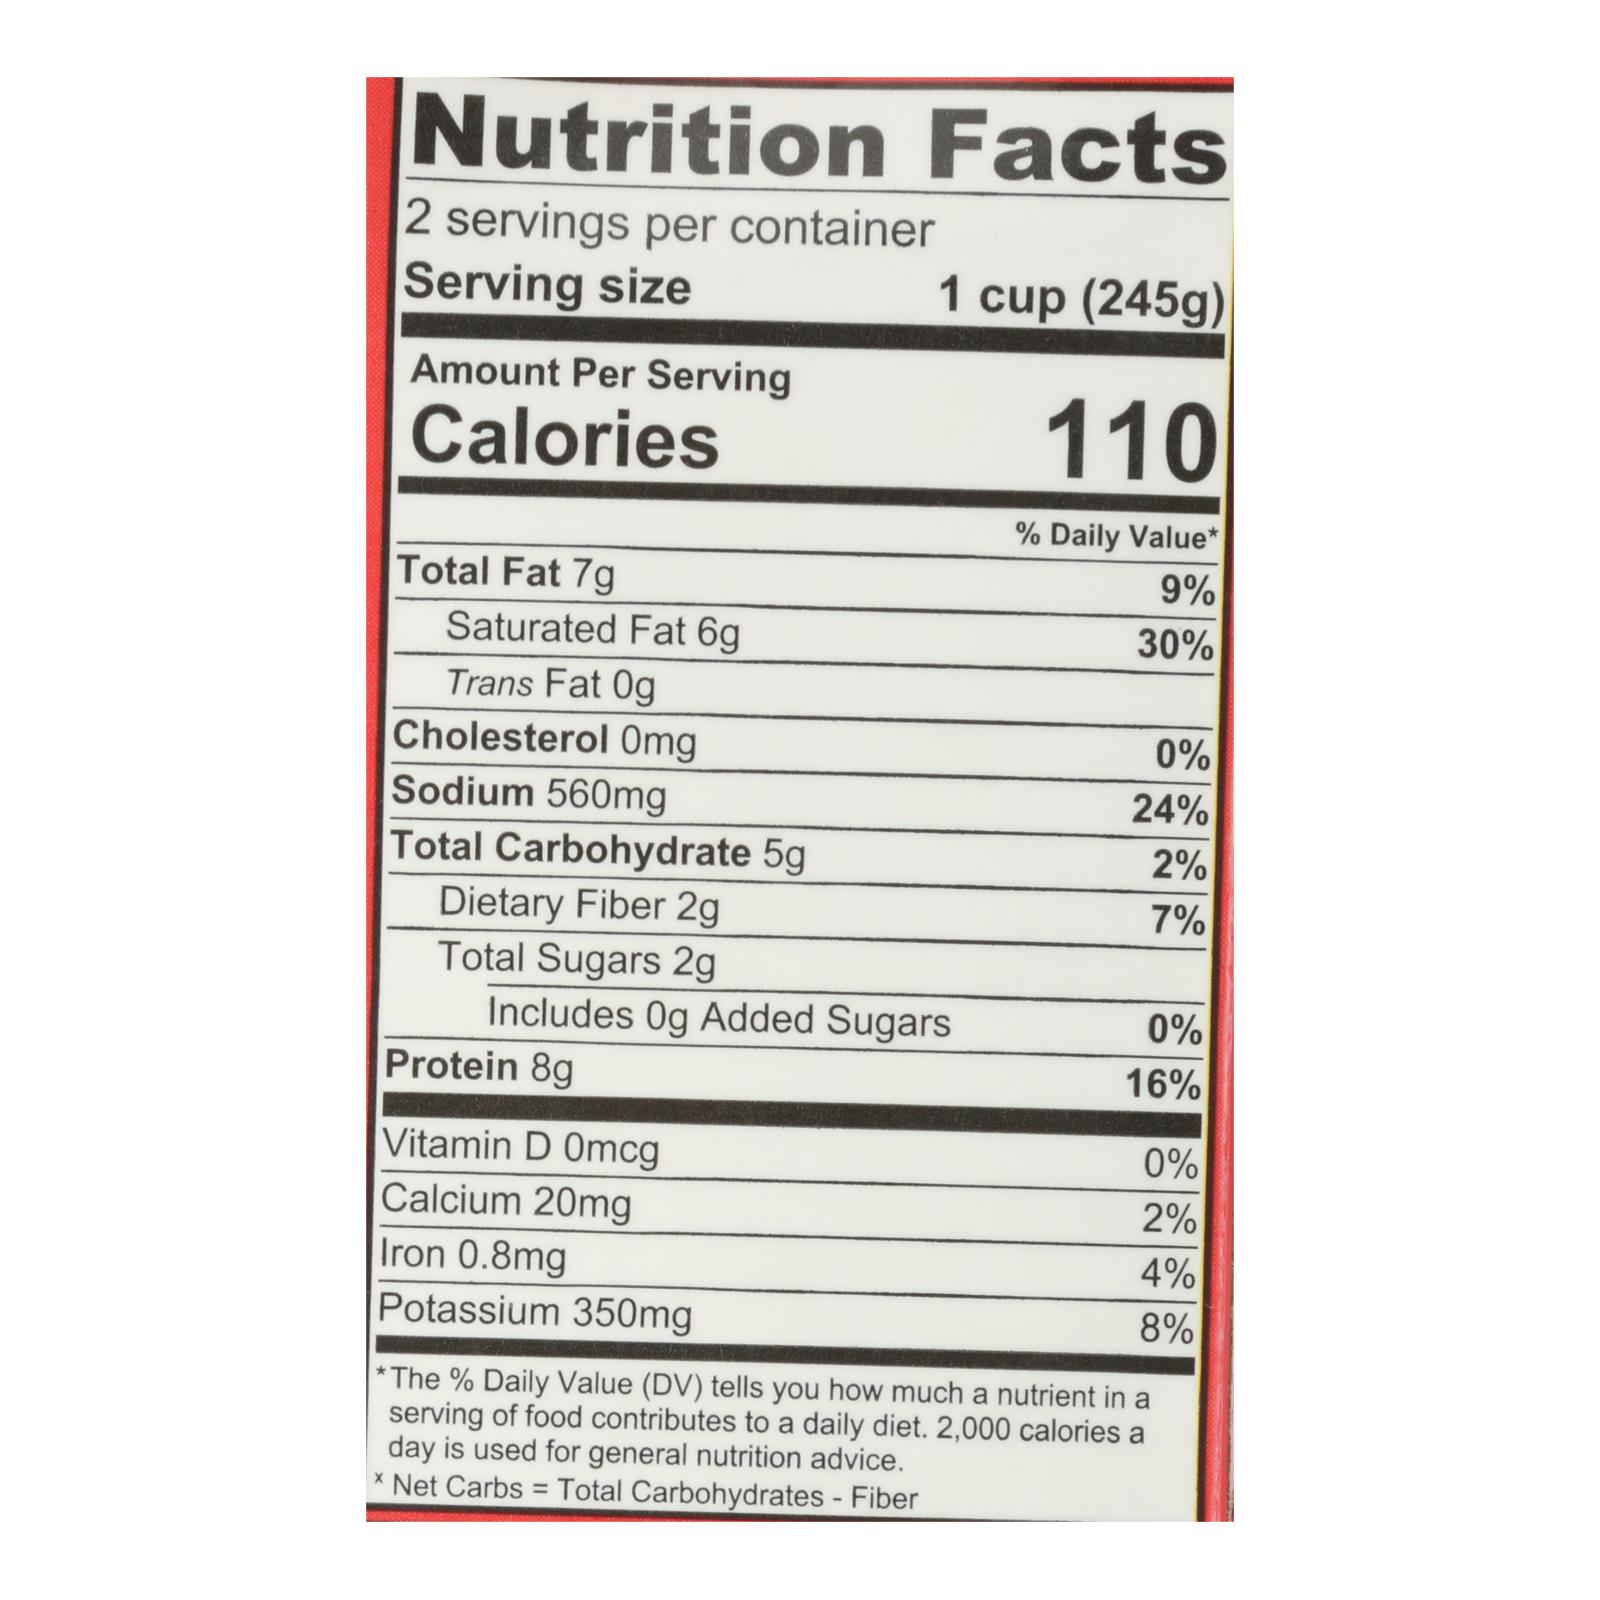 Nutrition Facts
2 servings per container
Serving size 1 cup (245g)
Amount Per Serving
Calories 110
% Daily Value*
Total Fat 7g 9%
Saturated Fat 6g 30%
Trans Fat 0g
Cholesterol 0mg 0%
Sodium 560mg 24%
Total Carbohydrate 5g 2%
Dietary Fiber 2g 7%
Total Sugars 2g
Includes 0g Added Sugars 0%
Protein 8g 16%
Vitamin D 0mcg 0%
Calcium 20mg 2%
Iron 0.8mg 4%
Potassium 350mg 8%
*The % Daily Value (DV) tells you how much a nutrient in a
serving of food contributes to a daily diet. 2,000 calories a
day is used for general nutrition advice.
x Net Carbs = Total Carbohydrates - Fiber